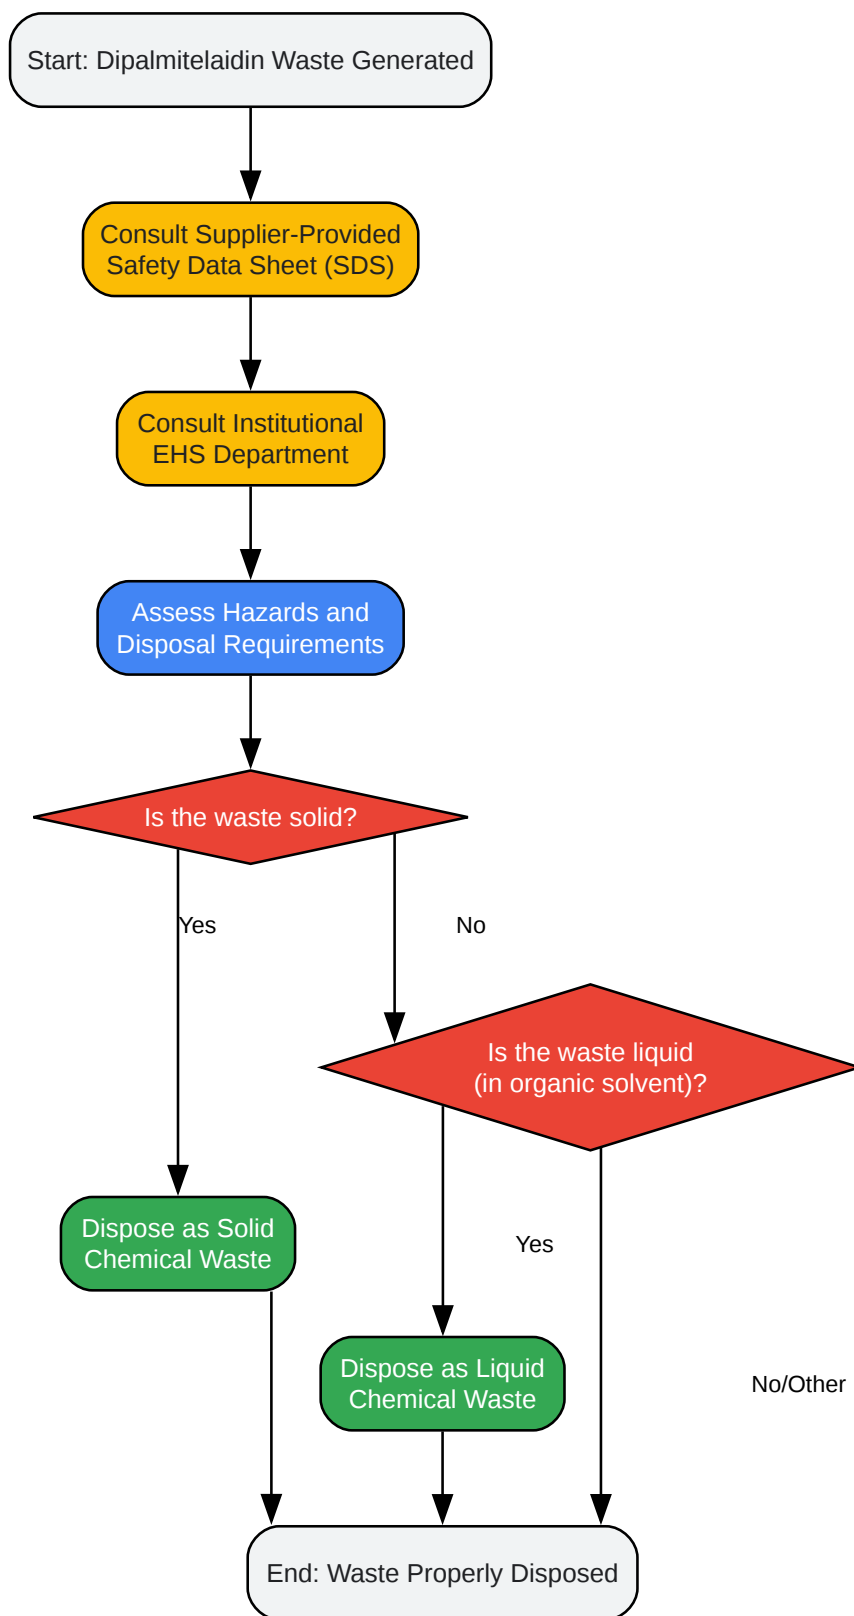 Start: Dipalmitelaidin Waste Generated
Consult Supplier-Provided
Safety Data Sheet (SDS)
Consult Institutional
EHS Department
Assess Hazards and
Disposal Requirements
Is the waste solid?
Yes
No
Is the waste liquid
(in organic solvent)?
Dispose as Solid
Chemical Waste
Yes
Dispose as Liquid
Chemical Waste
No/Other
End: Waste Properly Disposed